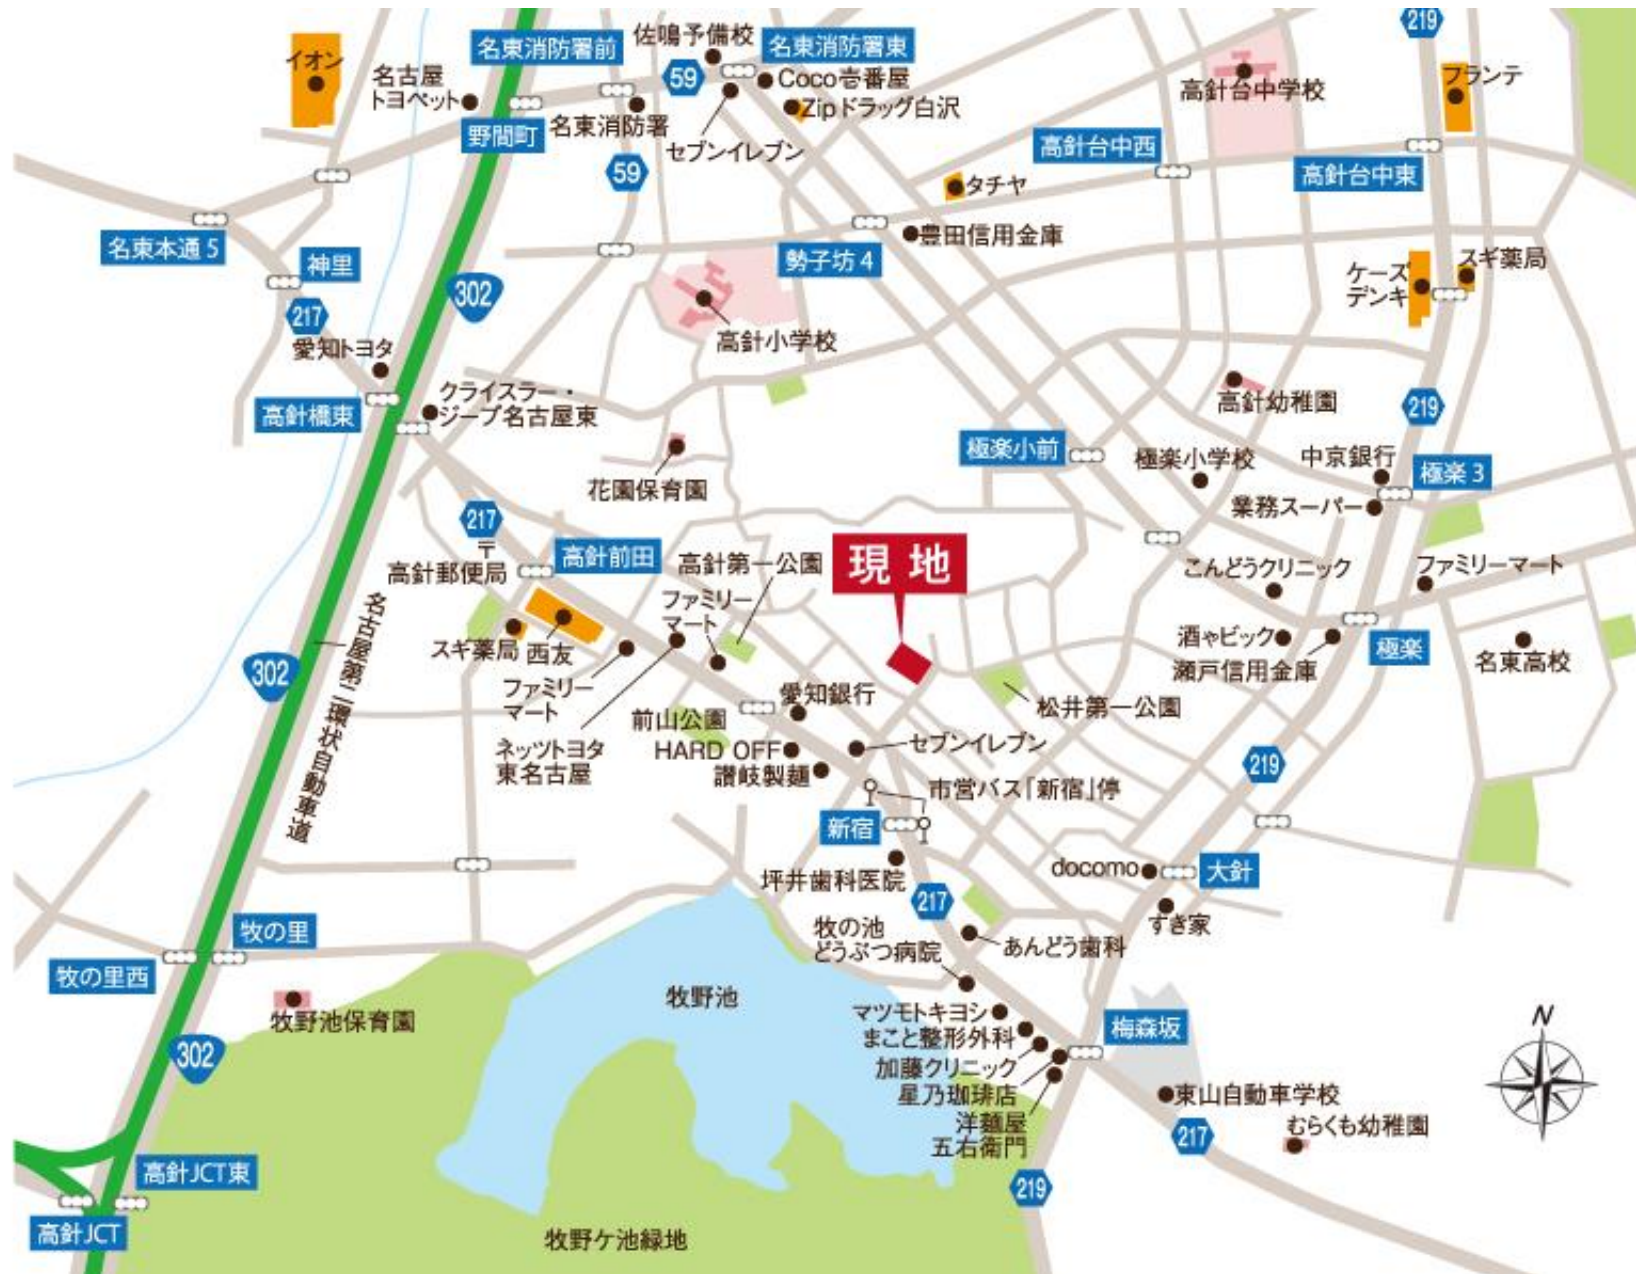 219
佐鳴予備校
名東消防署前
名東消防署東
イオン
名古屋
トヨペット
59
Coco壱番屋
Zipドラッグ白沢
高針台中学校
フランテ
野間町
名東消防署
セブンイレブン
高針台中西
高針台中東
59
タチヤ
名東本通5
神里
豊田信用金庫
勢子坊4
スギ薬局
ケーズ
デンキ
302
217
愛知トヨタ
高針小学校
クライスラー・
ジープ名古屋東
高針橋東
高針幼稚園
219
極楽小前
極楽小学校
中京銀行
極楽3
花園保育園
業務スーパー
217
〒
高針郵便局
高針前田
高針第一公園
現地
こんどうクリニック
ファミリーマート
ファミリー
マート
名古屋第二環状自動車道
スギ薬局
西友
酒ゃビック
瀬戸信用金庫
極楽
名東高校
302
ファミリー
マート
愛知銀行
松井第一公園
前山公園
ネッツトヨタ
東名古屋
HARD OFF
讃岐製麺
セブンイレブン
219
市営バス「新宿」停
新宿
坪井歯科医院
docomo
大針
217
すき家
牧の里
牧の池
どうぶつ病院
あんどう歯科
牧の里西
牧野池
牧野池保育園
マツモトキヨシ
まこと整形外科
梅森坂
302
加藤クリニック
星乃珈琲店
洋麺屋
五右衛門
東山自動車学校
むらくも幼稚園
217
N
高針JCT東
219
高針JCT
牧野ケ池緑地